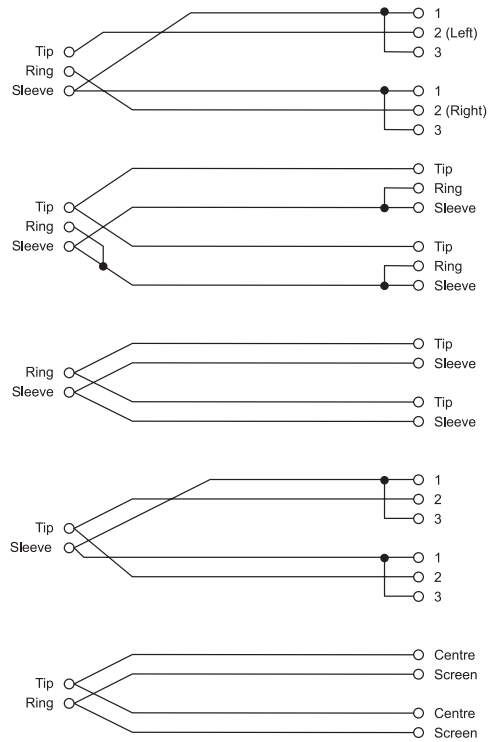 1
2 (Left)
Tip
3
Ring
Sleeve
1
2 (Right)
3
Tip
Ring
Tip
Sleeve
Ring
Sleeve
Tip
Ring
Sleeve
Tip
Sleeve
Ring
Sleeve
Tip
Sleeve
1
2
3
Tip
Sleeve
1
2
3
Centre
Screen
Tip
Ring
Centre
Screen